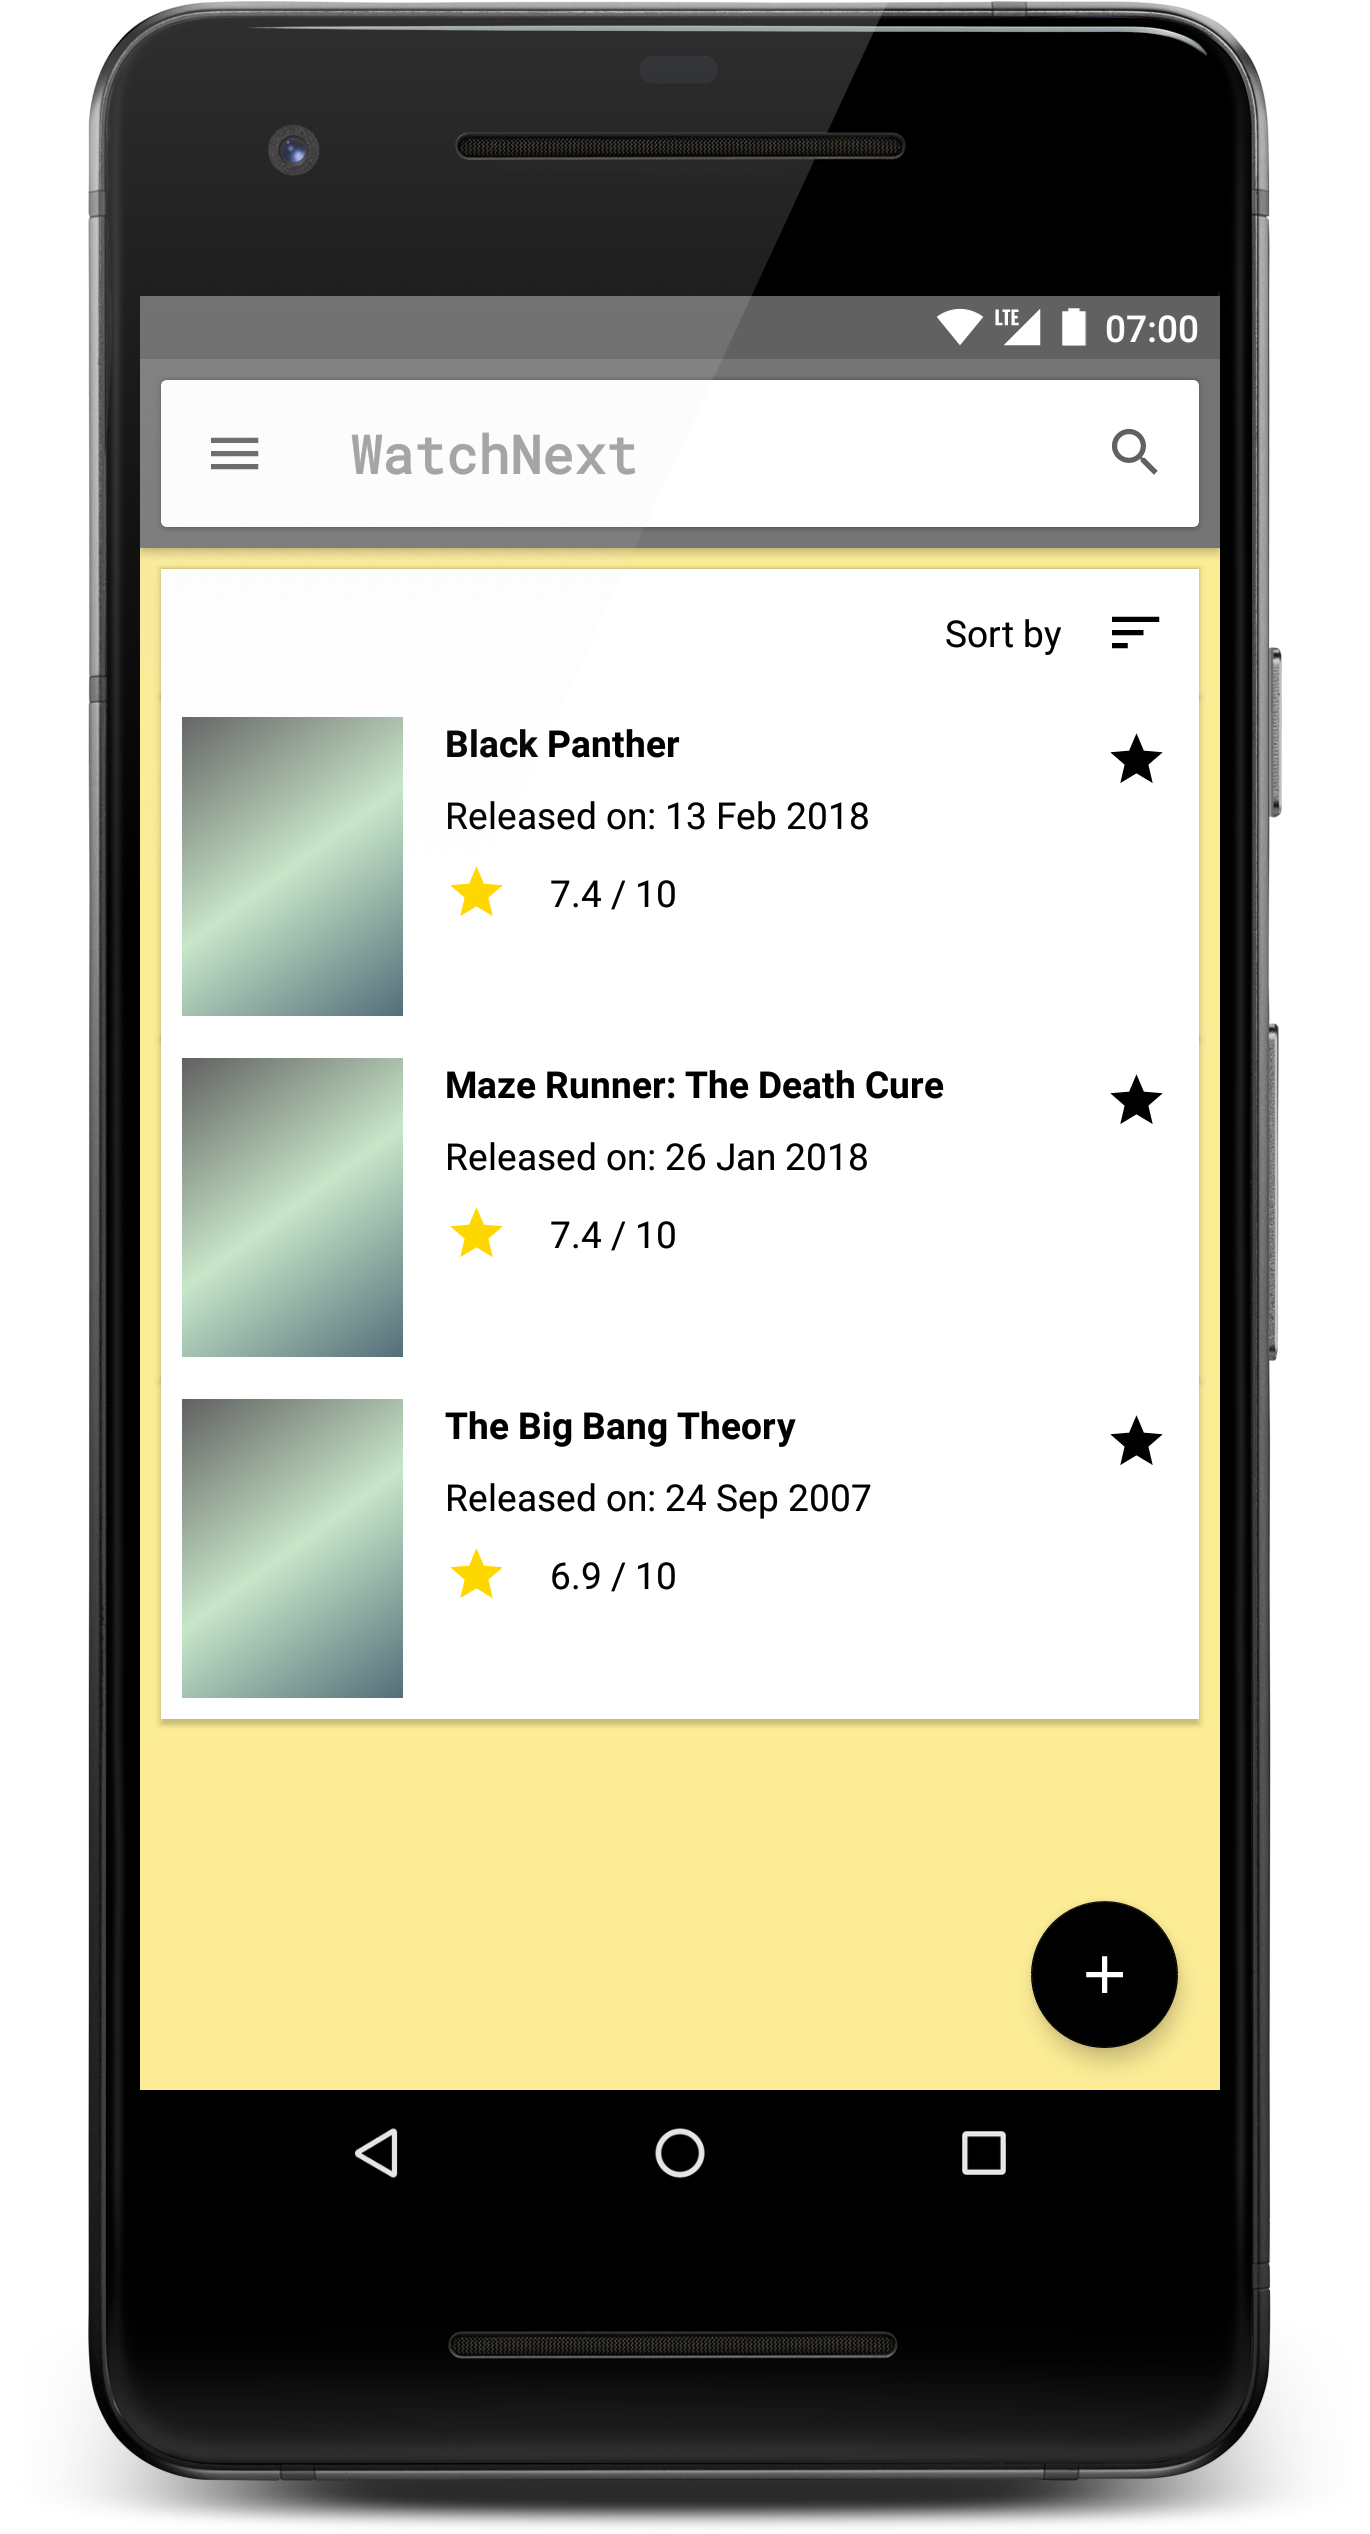 LTE 07:00
WatchNext
Sort by
Black Panther
Released on: 13 Feb 2018
7.4 / 10
Maze Runner: The Death Cure
Released on: 26 Jan 2018
7.4 / 10
The Big Bang Theory
Released on: 24 Sep 2007
6.9 / 10